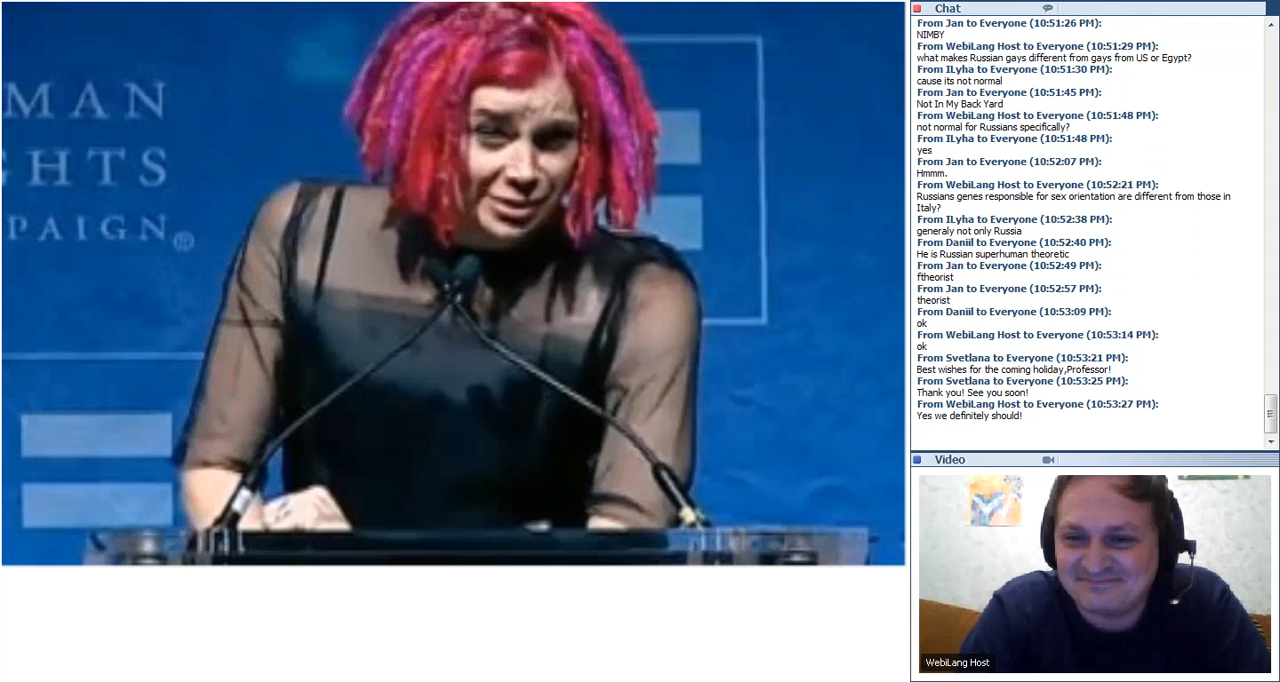 MAN
GHTS
PAIGN®
Chat
From Jan to Everyone (10:51:26 PM):
NIMBY
From WebiLang Host to Everyone (10:51:29 PM):
what makes Russian gays different from gays from US or Egypt?
From ILyha to Everyone (10:51:30 PM):
cause its not normal
From Jan to Everyone (10:51:45 PM):
Not In My Back Yard
From WebiLang Host to Everyone (10:51:48 PM):
not normal for Russians specifically?
From ILyha to Everyone (10:51:48 PM):
yes
From Jan to Everyone (10:52:07 PM):
Hmmm.
From WebiLang Host to Everyone (10:52:21 PM):
Russians genes responsible for sex orientation are different from those in
Italy?
From ILyha to Everyone (10:52:38 PM):
generaly not only Russia
From Daniil to Everyone (10:52:40 PM):
He is Russian superhuman theoretic
From Jan to Everyone (10:52:49 PM):
ftheorist
From Jan to Everyone (10:52:57 PM):
theorist
From Daniil to Everyone (10:53:09 PM):
ok
From WebiLang Host to Everyone (10:53:14 PM):
ok
From Svetlana to Everyone (10:53:21 PM):
Best wishes for the coming holiday,Professor!
From Svetlana to Everyone (10:53:25 PM):
Thank you! See you soon!
From WebiLang Host to Everyone (10:53:27 PM):
Yes we definitely should!
Video
WebiLang Host